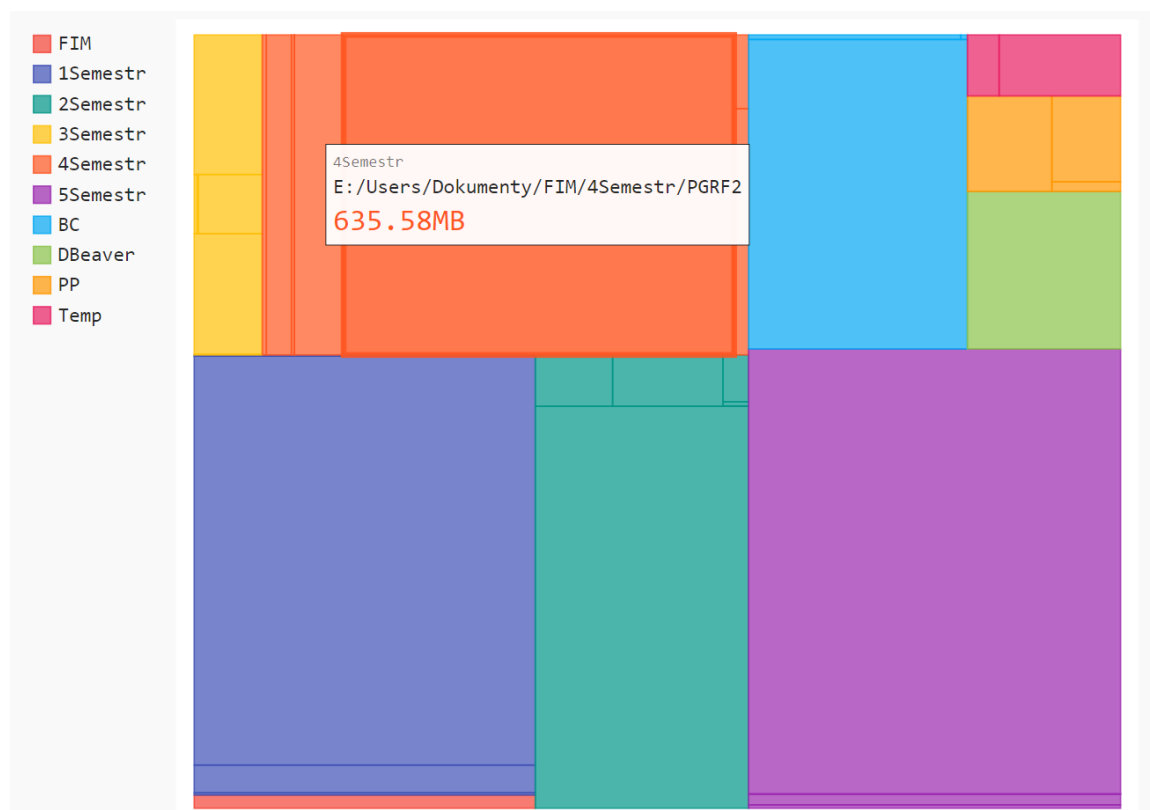 FIM
1Semestr
2Semestr
3Semestr
4Semestr
5Semestr
BC
DBeaver
PP
Temp
4Semestr
E:/Users/Dokumenty/FIM/4Semestr/PGRF2
635.58MB